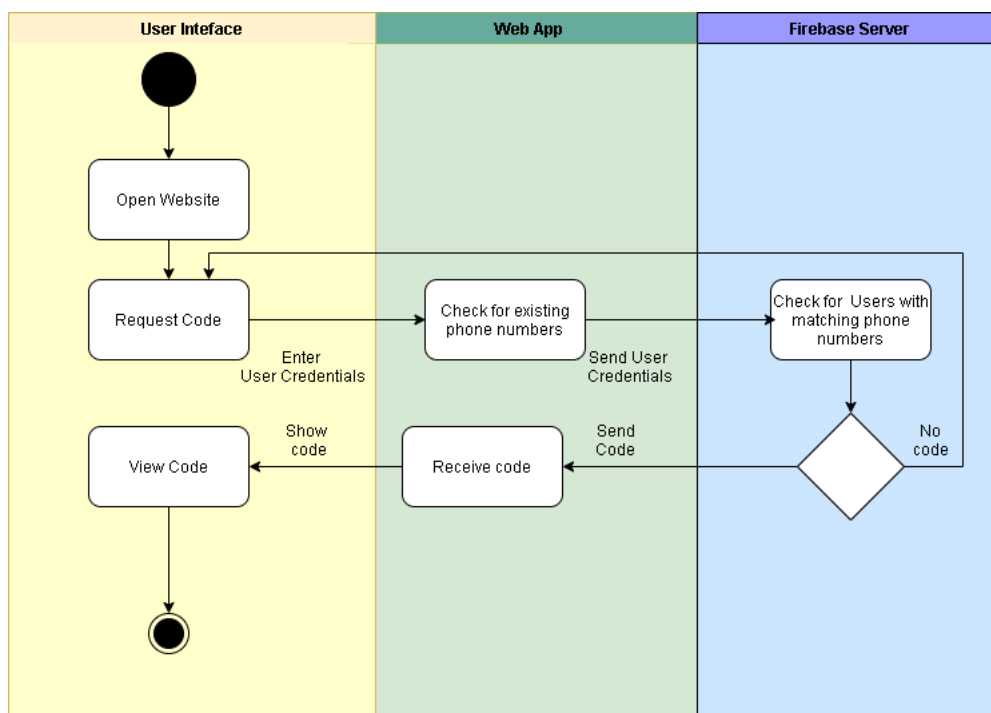 User Inteface
Web App
Firebase Server
Open Website
Request Code
Check for existing
phone numbers
Check for Users with
matching phone
numbers
Enter
User Credentials
Send User
Credentials
View Code
Show
code
Receive code
Send
Code
No
code